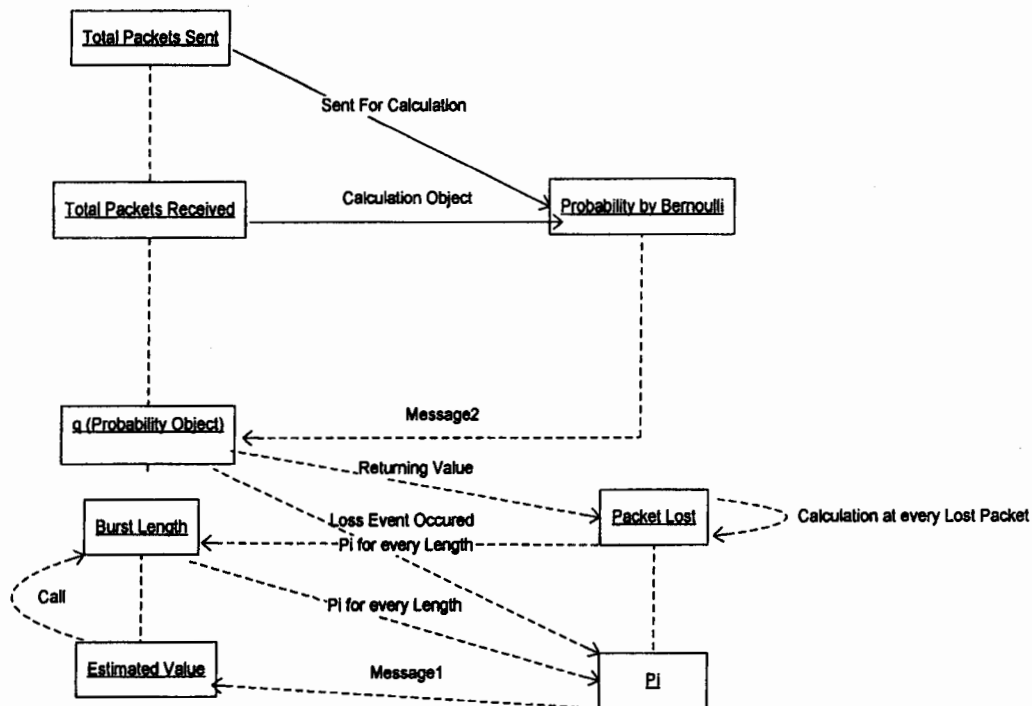 Total Packets Sent
Sent For Calculation
Total Packets Received
Calculation Object
Probability by Bernoulli
q (Probability Object)
Message2
Returning Value
Burst Length
Loss Event Occured
Packet Lost
Calculation at every Lost Packet
Pi for every Length
Call
Pi for every Length
Estimated Value
Message1
Pi